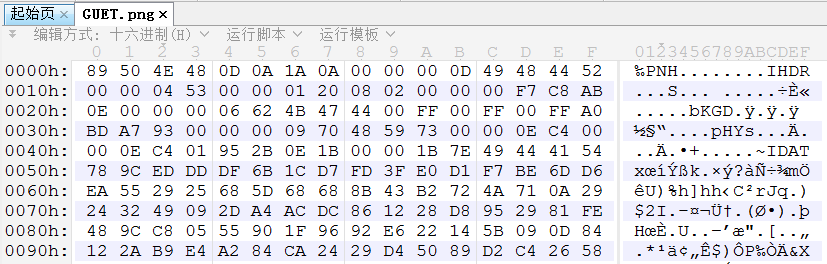 起始页 GUET.png ×
编辑方式: 十六进制(H) 运行脚本 运行模板
0 1 2 3 4 5 6 7 8 9 A B C D E F 0123456789ABCDEF
0000h: 89 50 4E 48 0D 0A 1A 0A 00 00 00 0D 49 48 44 52 ‰PNH........IHDR
0010h: 00 00 04 53 00 00 01 20 08 02 00 00 00 F7 C8 AB ...S... .....÷È«
0020h: 0E 00 00 00 06 62 4B 47 44 00 FF 00 FF 00 FF A0 .....bKGD.ÿ.ÿ.ÿ
0030h: BD A7 93 00 00 00 09 70 48 59 73 00 00 0E C4 00 ½§“....pHYs...Ä.
0040h: 00 0E C4 01 95 2B 0E 1B 00 00 1B 7E 49 44 41 54 ..Ä.•+.....~IDAT
0050h: 78 9C ED DD DF 6B 1C D7 FD 3F E0 D1 F7 BE 6D D6 xœíÝßk.×ý?àÑ÷¾mÖ
0060h: EA 55 29 25 68 5D 68 68 8B 43 B2 72 4A 71 0A 29 êU)%h]hh‹C²rJq.)
0070h: 24 32 49 09 2D A4 AC DC 86 12 28 D8 95 29 81 FE $2I.-¤¬Ü†.(Ø•).þ
0080h: 48 9C C8 05 55 90 1F 96 92 E6 22 14 5B 09 0D 84 HœÈ.U..–’æ".[..„
0090h: 12 2A B9 E4 A2 84 CA 24 29 D4 50 89 D2 C4 26 58 .*¹ä¢„Ê$)ÔP‰ÒÄ&X